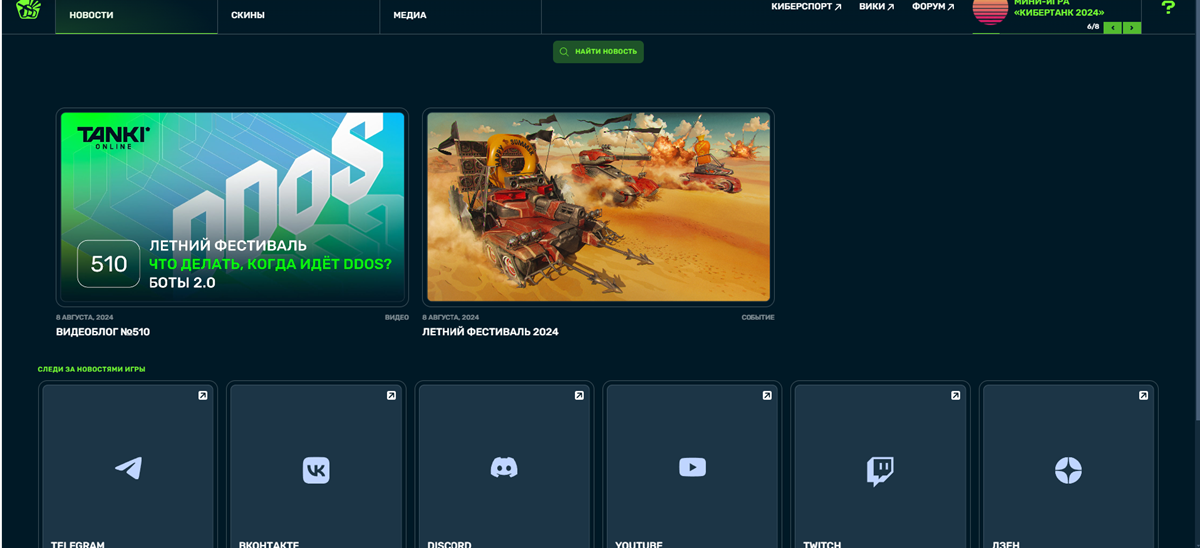 НОВОСТИ
СКИНЫ
МЕДИА
КИБЕРСПОРТ
ВИКИ
ФОРУМ
МИНИ-ИГРА
«КИБЕРТАНК 2024»
6/8
?
НАЙТИ НОВОСТЬ
TANKI
ONLINE
DDOS
510
ЛЕТНИЙ ФЕСТИВАЛЬ
ЧТО ДЕЛАТЬ, КОГДА ИДЁТ DDOS?
БОТЫ 2.0
8 АВГУСТА, 2024
ВИДЕО
ВИДЕОБЛОГ №510
8 АВГУСТА, 2024
СОБЫТИЕ
ЛЕТНИЙ ФЕСТИВАЛЬ 2024
СЛЕДИ ЗА НОВОСТЯМИ ИГРЫ
TELEGRAM
ВКОНТАКТЕ
DISCORD
YOUTUBE
TWITCH
ДЗЕН